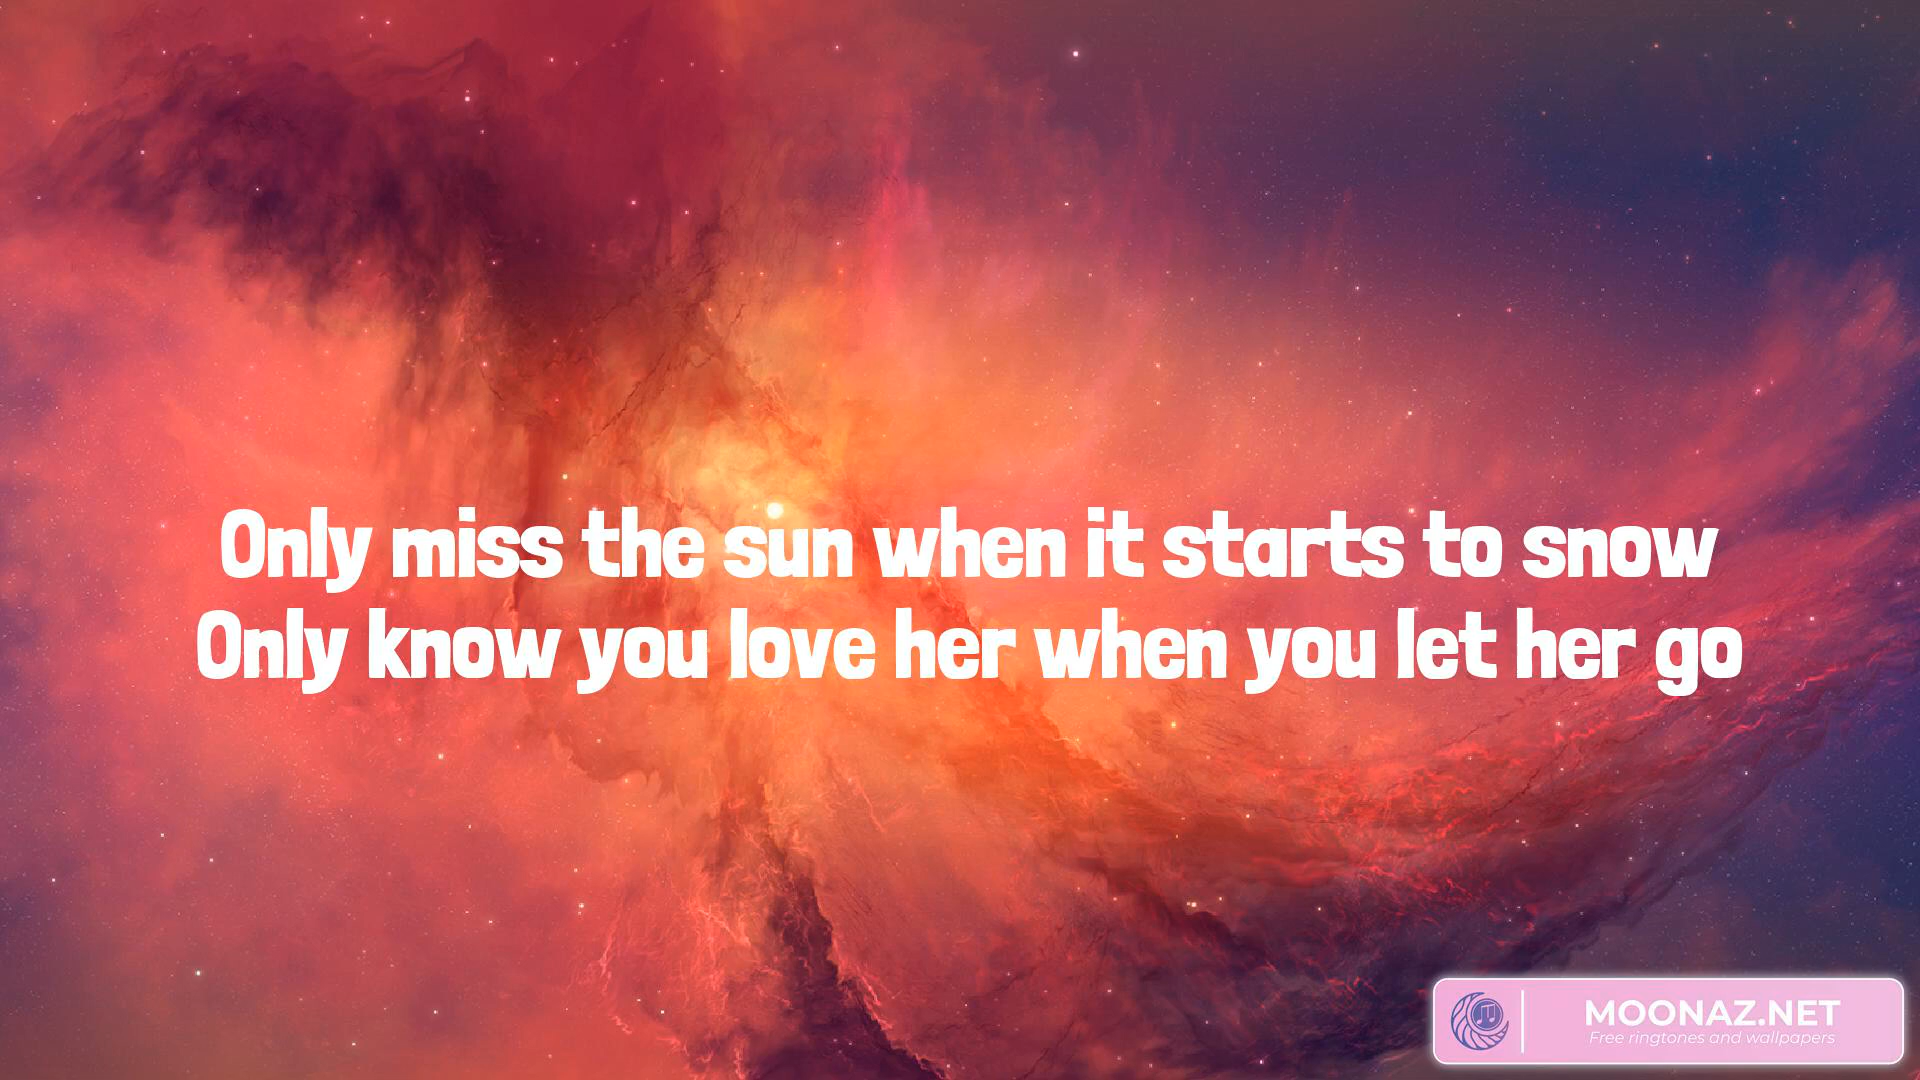 Only miss the sun when it starts to snow
Only know you love her when you let her go
MOONAZ.NET
Free ringtones and wallpapers